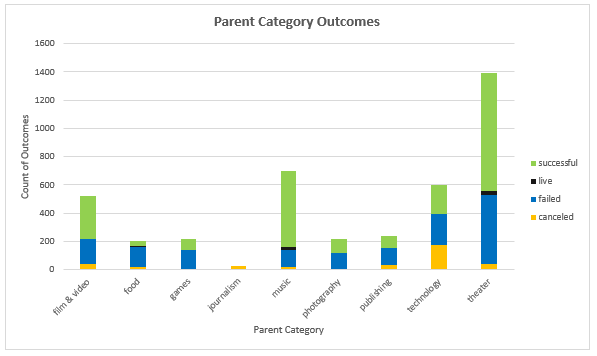 Parent Category Outcomes
1600
1400
1200
1000
800
600
400
200
0
Count of Outcomes
film & video
food
games
journalism
music
photography
publishing
technology
theater
Parent Category
successful
live
failed
canceled